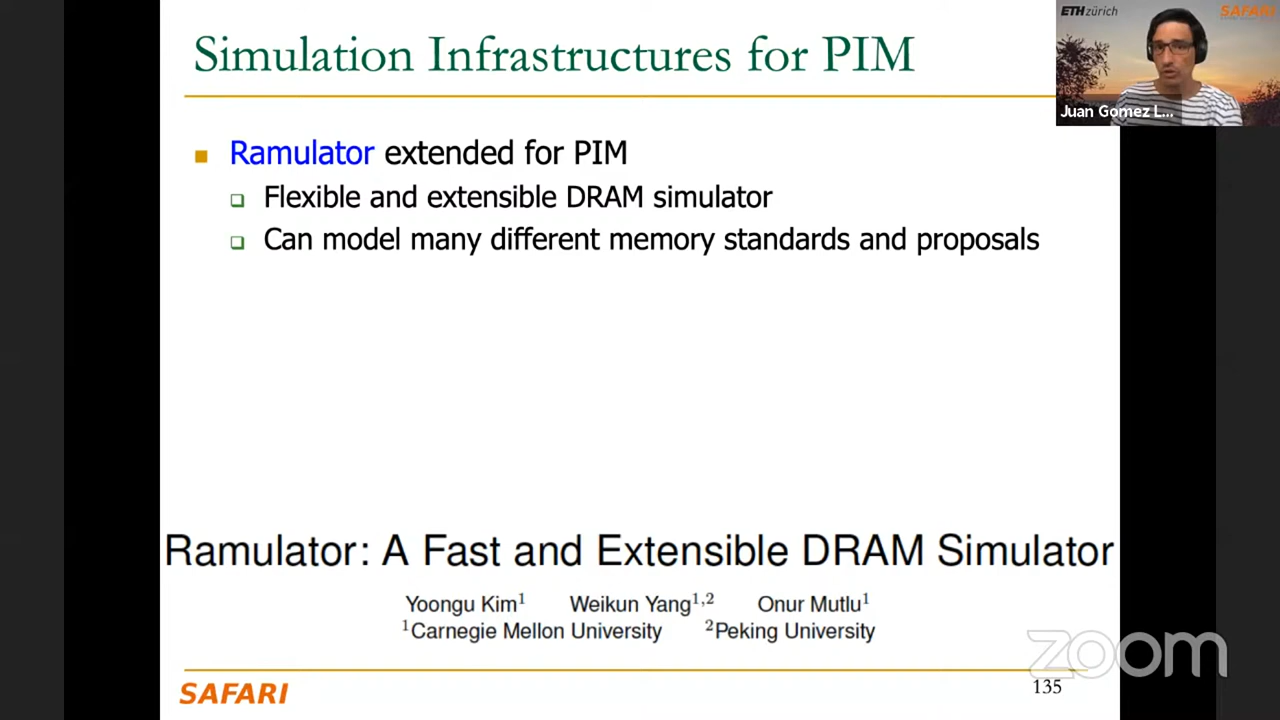 Simulation Infrastructures for PIM
ETH zürich
SAFARI
Juan Gomez L...
Ramulator extended for PIM
Flexible and extensible DRAM simulator
Can model many different memory standards and proposals
Ramulator: A Fast and Extensible DRAM Simulator
Yoongu Kim¹ Weikun Yang¹,² Onur Mutlu¹
¹Carnegie Mellon University ²Peking University
zoom
SAFARI
135